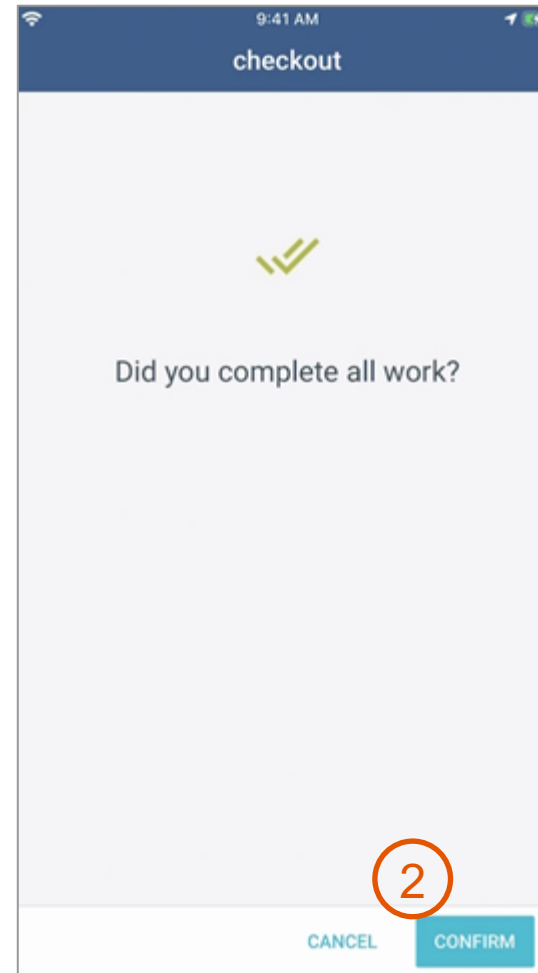 9:41 AM
checkout
Did you complete all work?
2
CANCEL
CONFIRM